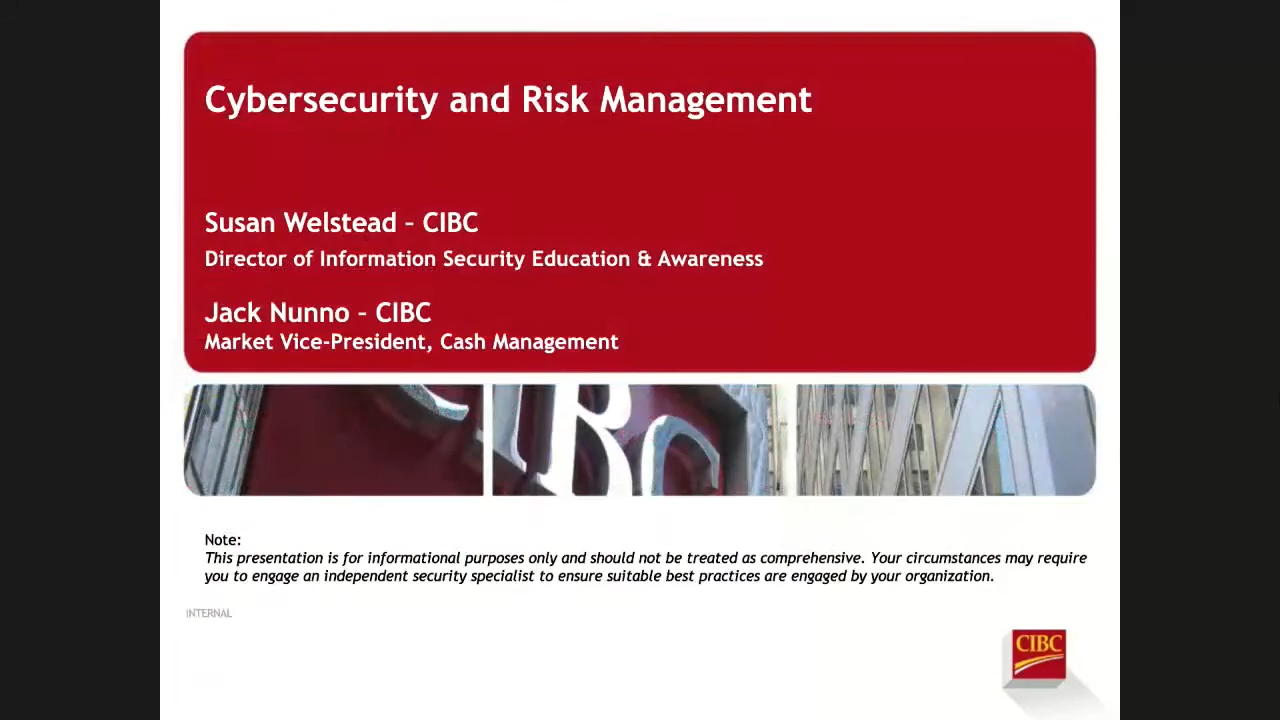 Cybersecurity and Risk Management
Susan Welstead – CIBC
Director of Information Security Education & Awareness
Jack Nunno – CIBC
Market Vice-President, Cash Management
CIBC
Note:
This presentation is for informational purposes only and should not be treated as comprehensive. Your circumstances may require
you to engage an independent security specialist to ensure suitable best practices are engaged by your organization.
INTERNAL
CIBC